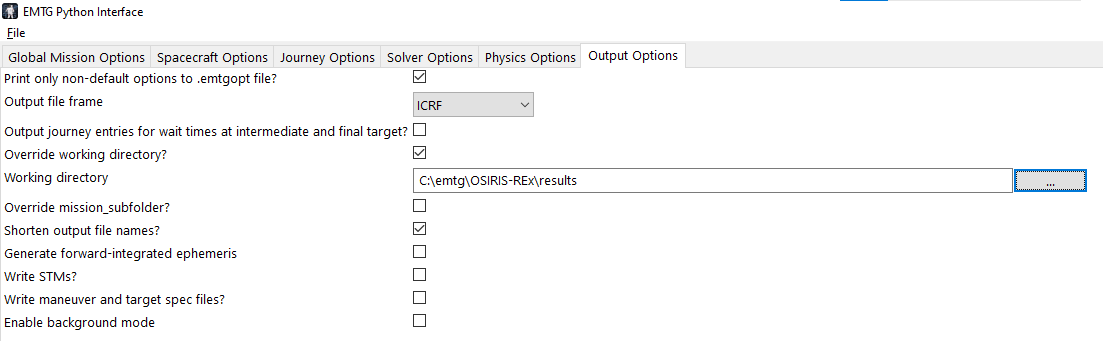 EMTG Python Interface
File
Global Mission Options Spacecraft Options Journey Options Solver Options Physics Options Output Options
Print only non-default options to .emtgopt file?
Output file frame ICRF
Output journey entries for wait times at intermediate and final target?
Override working directory?
Working directory C:\emtg\OSIRIS-REx\results ...
Override mission_subfolder?
Shorten output file names?
Generate forward-integrated ephemeris
Write STMs?
Write maneuver and target spec files?
Enable background mode